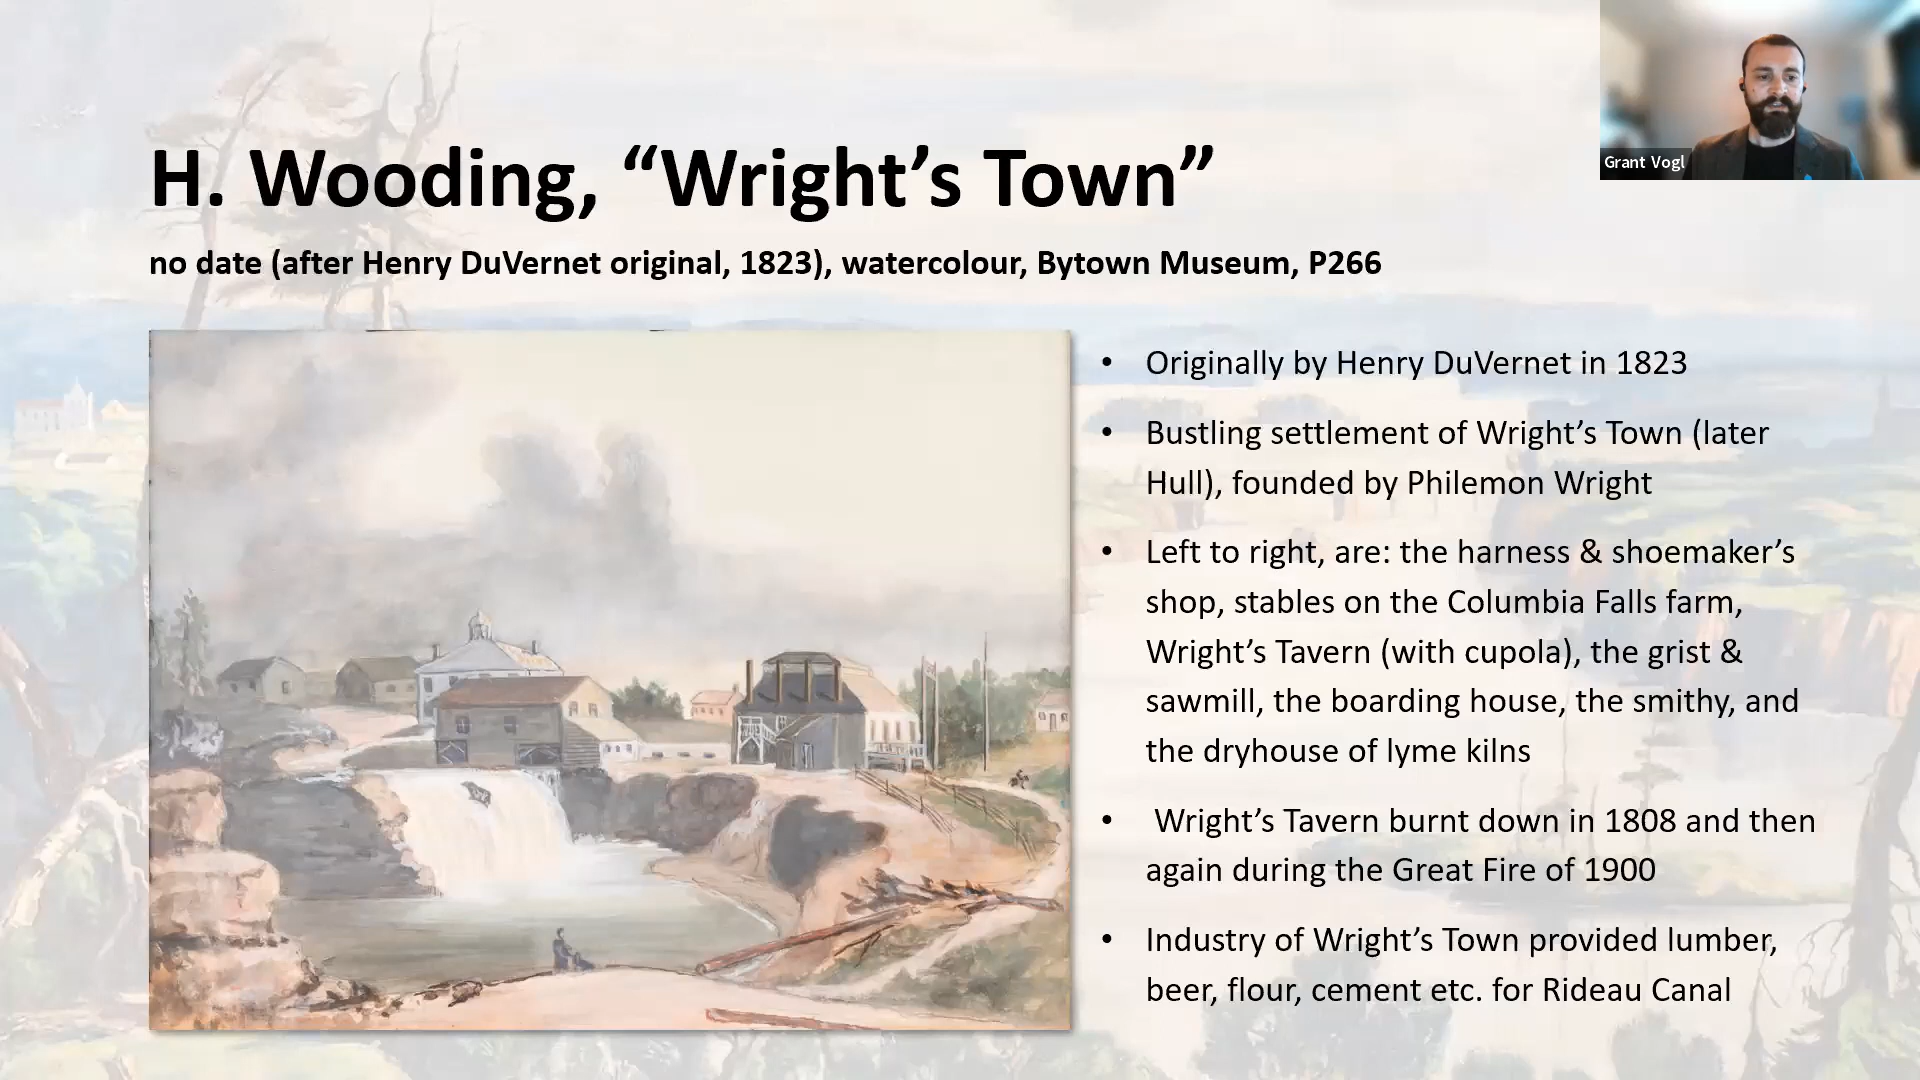 H. Wooding, “Wright’s Town”
no date (after Henry DuVernet original, 1823), watercolour, Bytown Museum, P266
Grant Vogl
• Originally by Henry DuVernet in 1823
• Bustling settlement of Wright’s Town (later
Hull), founded by Philemon Wright
• Left to right, are: the harness & shoemaker’s
shop, stables on the Columbia Falls farm,
Wright’s Tavern (with cupola), the grist &
sawmill, the boarding house, the smithy, and
the dryhouse of lyme kilns
• Wright’s Tavern burnt down in 1808 and then
again during the Great Fire of 1900
• Industry of Wright’s Town provided lumber,
beer, flour, cement etc. for Rideau Canal